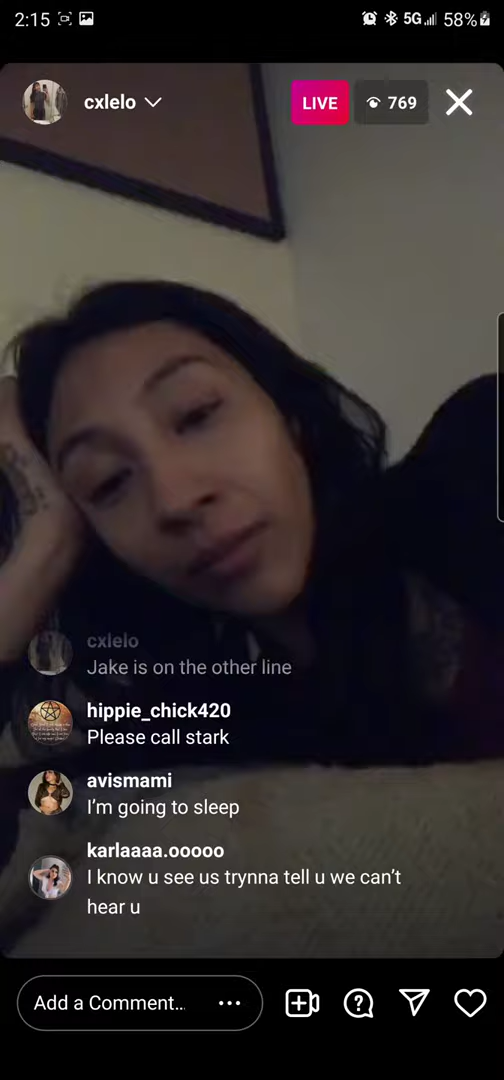 2:15 5G 58%
cxlelo LIVE 769
cxlelo
Jake is on the other line
hippie_chick420
Please call stark
avismami
I’m going to sleep
karlaaaa.ooooo
I know u see us trynna tell u we can’t
hear u
Add a Comment...